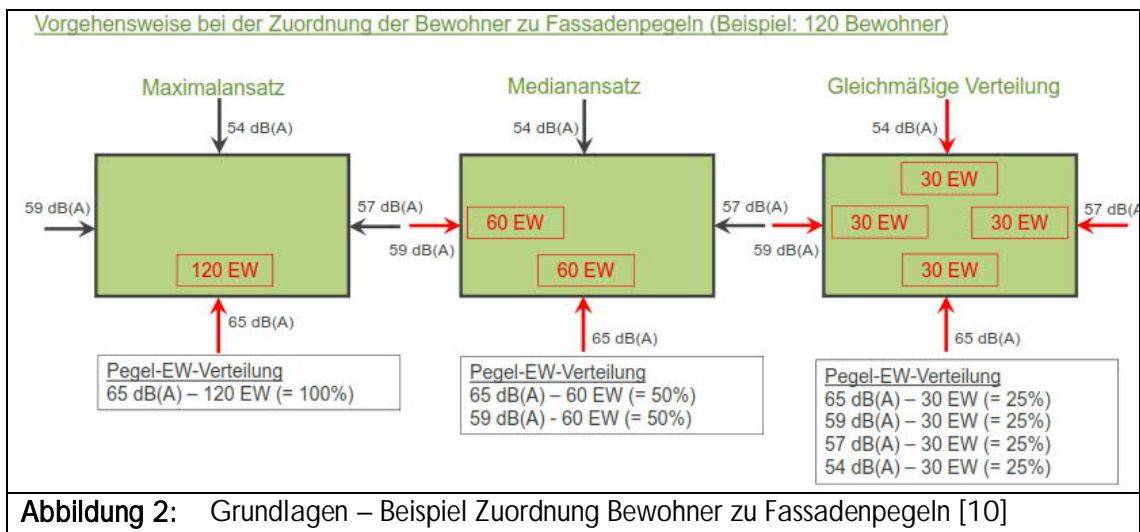 Vorgehensweise bei der Zuordnung der Bewohner zu Fassadenpegeln (Beispiel: 120 Bewohner)
Maximalansatz
54 dB(A)
59 dB(A)
57 dB(A)
120 EW
65 dB(A)
Pegel-EW-Verteilung
65 dB(A) – 120 EW (= 100%)
Medianansatz
54 dB(A)
59 dB(A)
60 EW
57 dB(A)
60 EW
65 dB(A)
Pegel-EW-Verteilung
65 dB(A) – 60 EW (= 50%)
59 dB(A) - 60 EW (= 50%)
Gleichmäßige Verteilung
54 dB(A)
30 EW
59 dB(A)
30 EW
30 EW
57 dB(A
30 EW
65 dB(A)
Pegel-EW-Verteilung
65 dB(A) – 30 EW (= 25%)
59 dB(A) – 30 EW (= 25%)
57 dB(A) – 30 EW (= 25%)
54 dB(A) – 30 EW (= 25%)
Abbildung 2: Grundlagen – Beispiel Zuordnung Bewohner zu Fassadenpegeln [10]